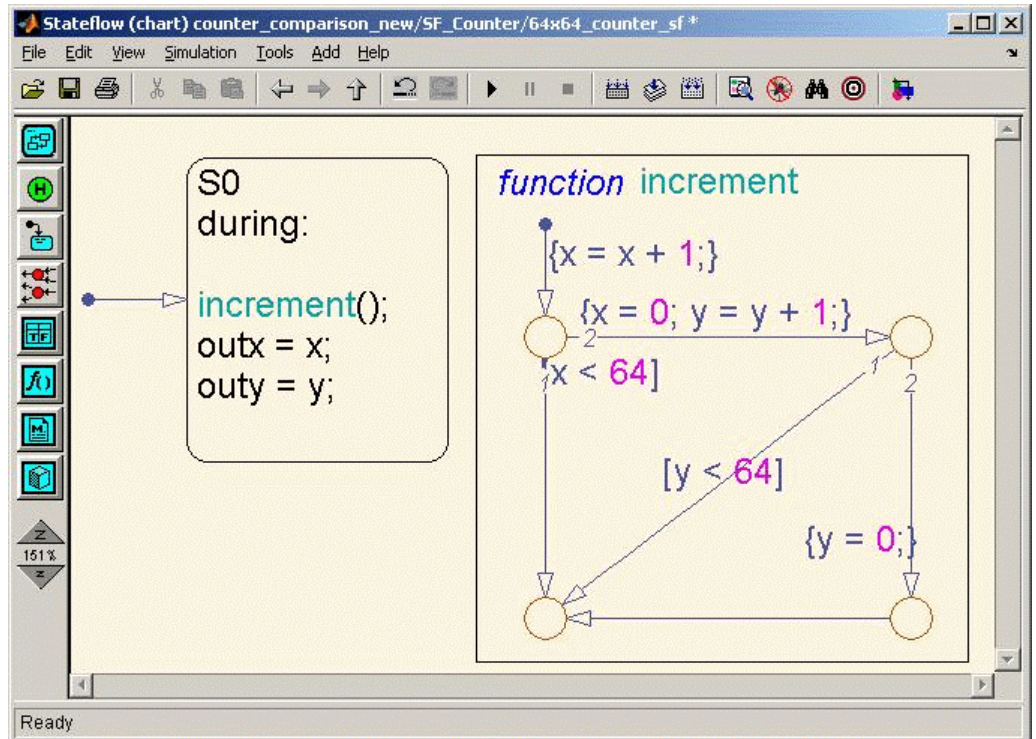 Stateflow (chart) counter_comparison_new/SF_Counter/64x64_counter_sf *
File Edit View Simulation Tools Add Help
S0
during:
increment();
outx = x;
outy = y;
function increment
{x = x + 1;}
{x = 0; y = y + 1;}
2
1
x < 64]
1
2
[y < 64]
{y = 0;}
H
TF
f()
M
Z
151%
Z
Ready